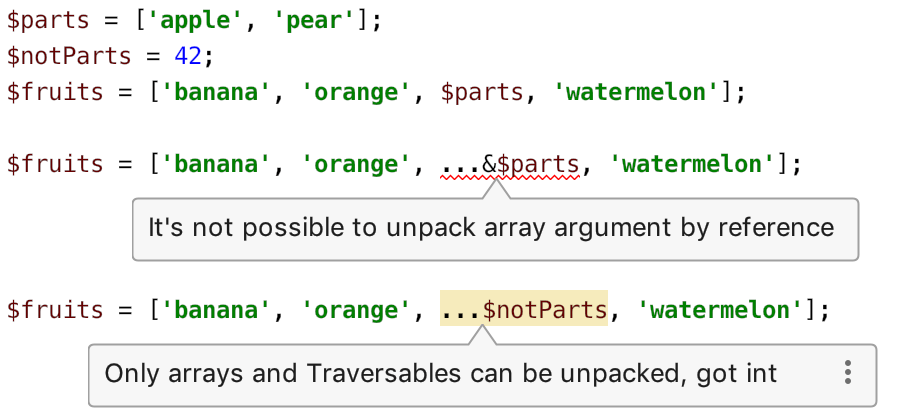 $parts = ['apple', 'pear'];
$notParts = 42;
$fruits = ['banana', 'orange', $parts, 'watermelon'];
$fruits = ['banana', 'orange', ...&$parts, 'watermelon'];
It's not possible to unpack array argument by reference
$fruits = ['banana', 'orange', ...$notParts, 'watermelon'];
Only arrays and Traversables can be unpacked, got int